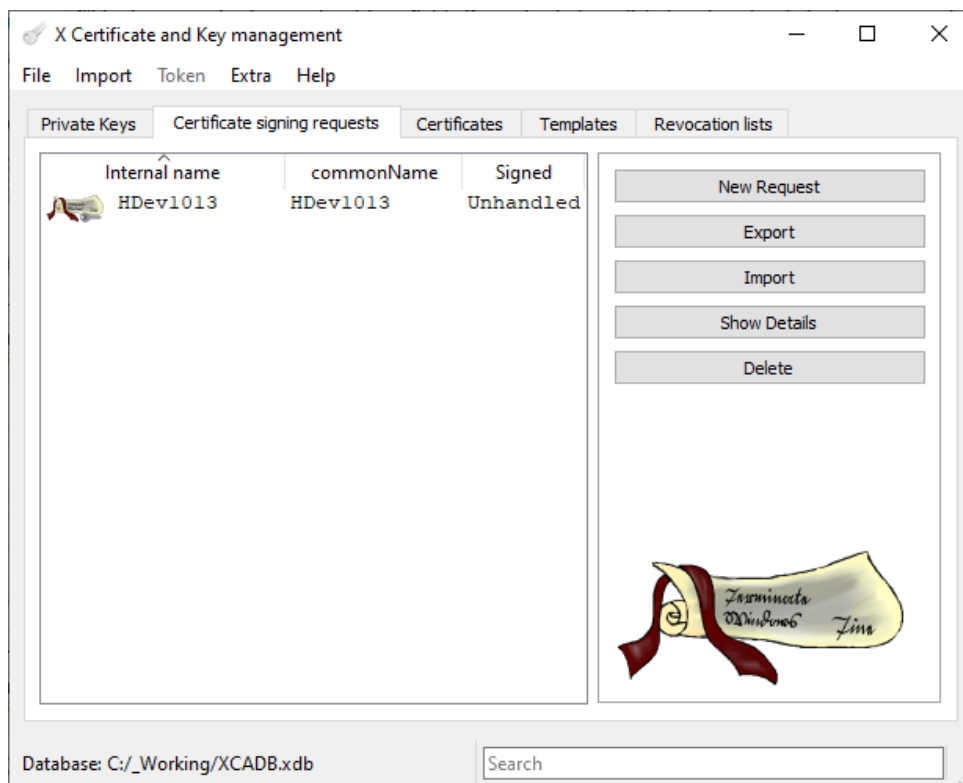 X Certificate and Key management
File Import Token Extra Help
Private Keys Certificate signing requests Certificates Templates Revocation lists
Internal name commonName Signed
HDev1013 HDev1013 Unhandled
New Request
Export
Import
Show Details
Delete
Windows
Database: C:/_Working/XCADB.xdb
Search